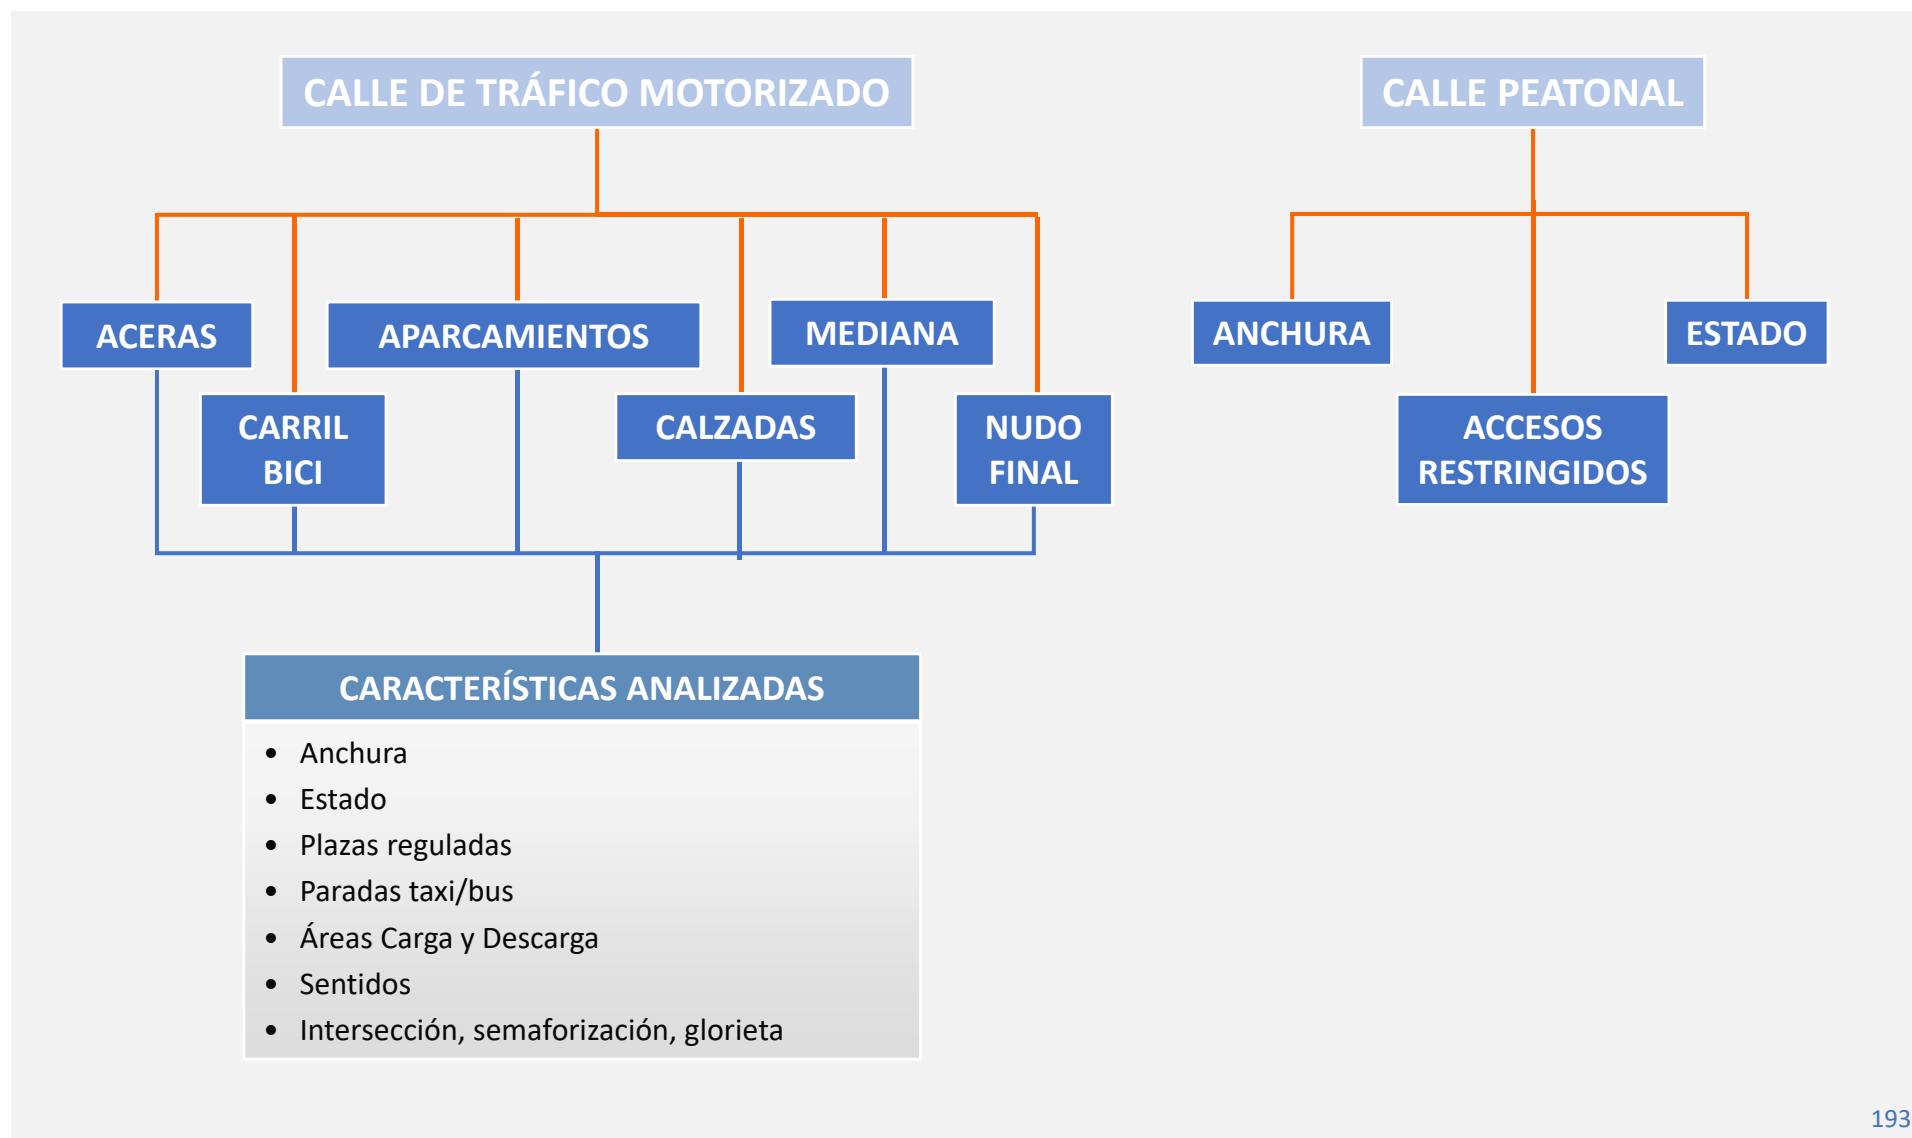 CALLE DE TRÁFICO MOTORIZADO
CALLE PEATONAL
ACERAS
APARCAMIENTOS
MEDIANA
CARRIL
BICI
CALZADAS
NUDO
FINAL
ANCHURA
ESTADO
ACCESOS
RESTRINGIDOS
CARACTERÍSTICAS ANALIZADAS
• Anchura
• Estado
• Plazas reguladas
• Paradas taxi/bus
• Áreas Carga y Descarga
• Sentidos
• Intersección, semaforización, glorieta
193